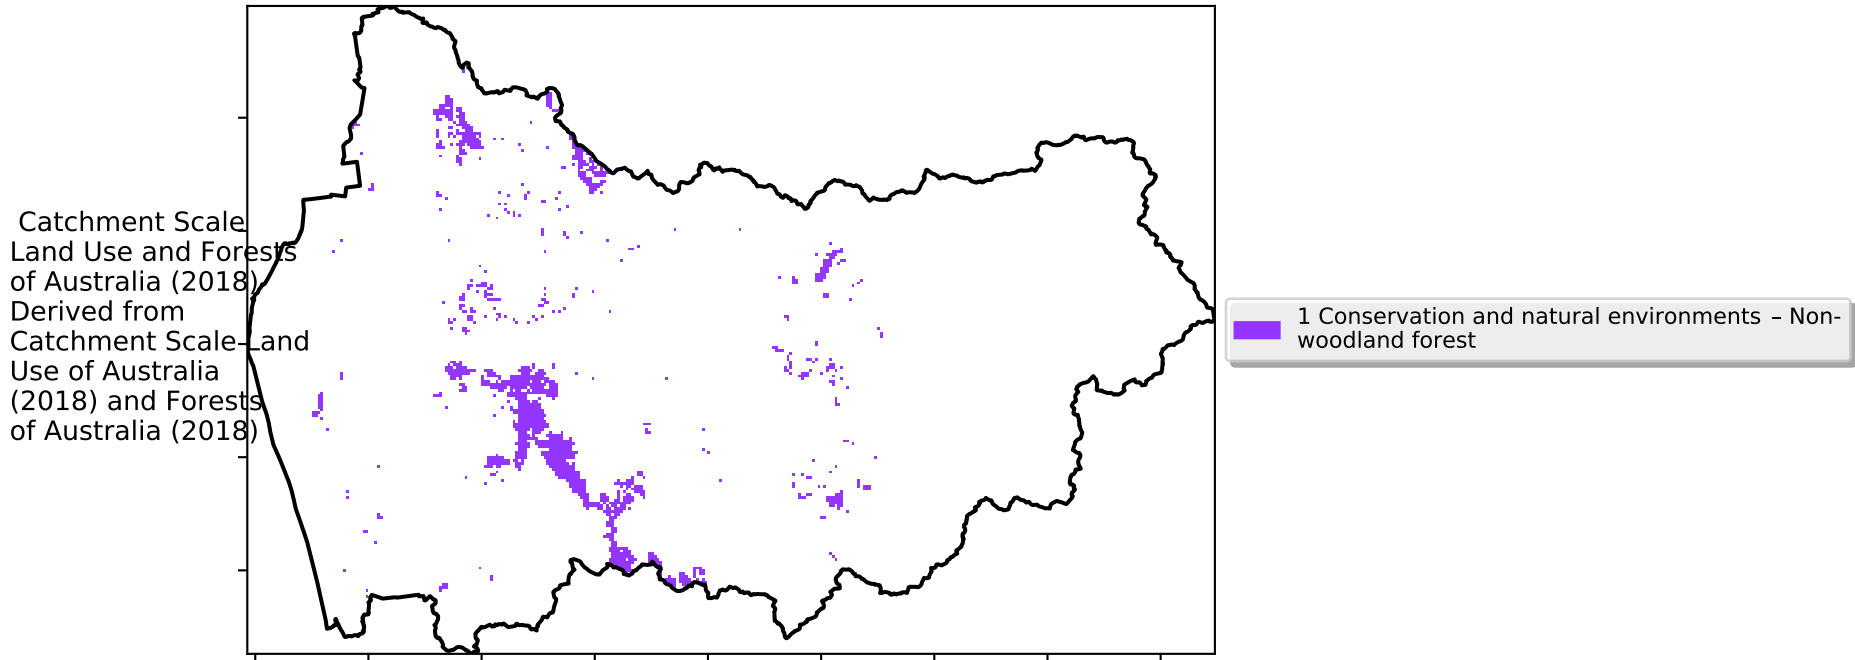 Catchment Scale
Land Use and Forests
of Australia (2018)
Derived from
Catchment Scale Land
Use of Australia
(2018) and Forests
of Australia (2018)
1 Conservation and natural environments – Non-
woodland forest